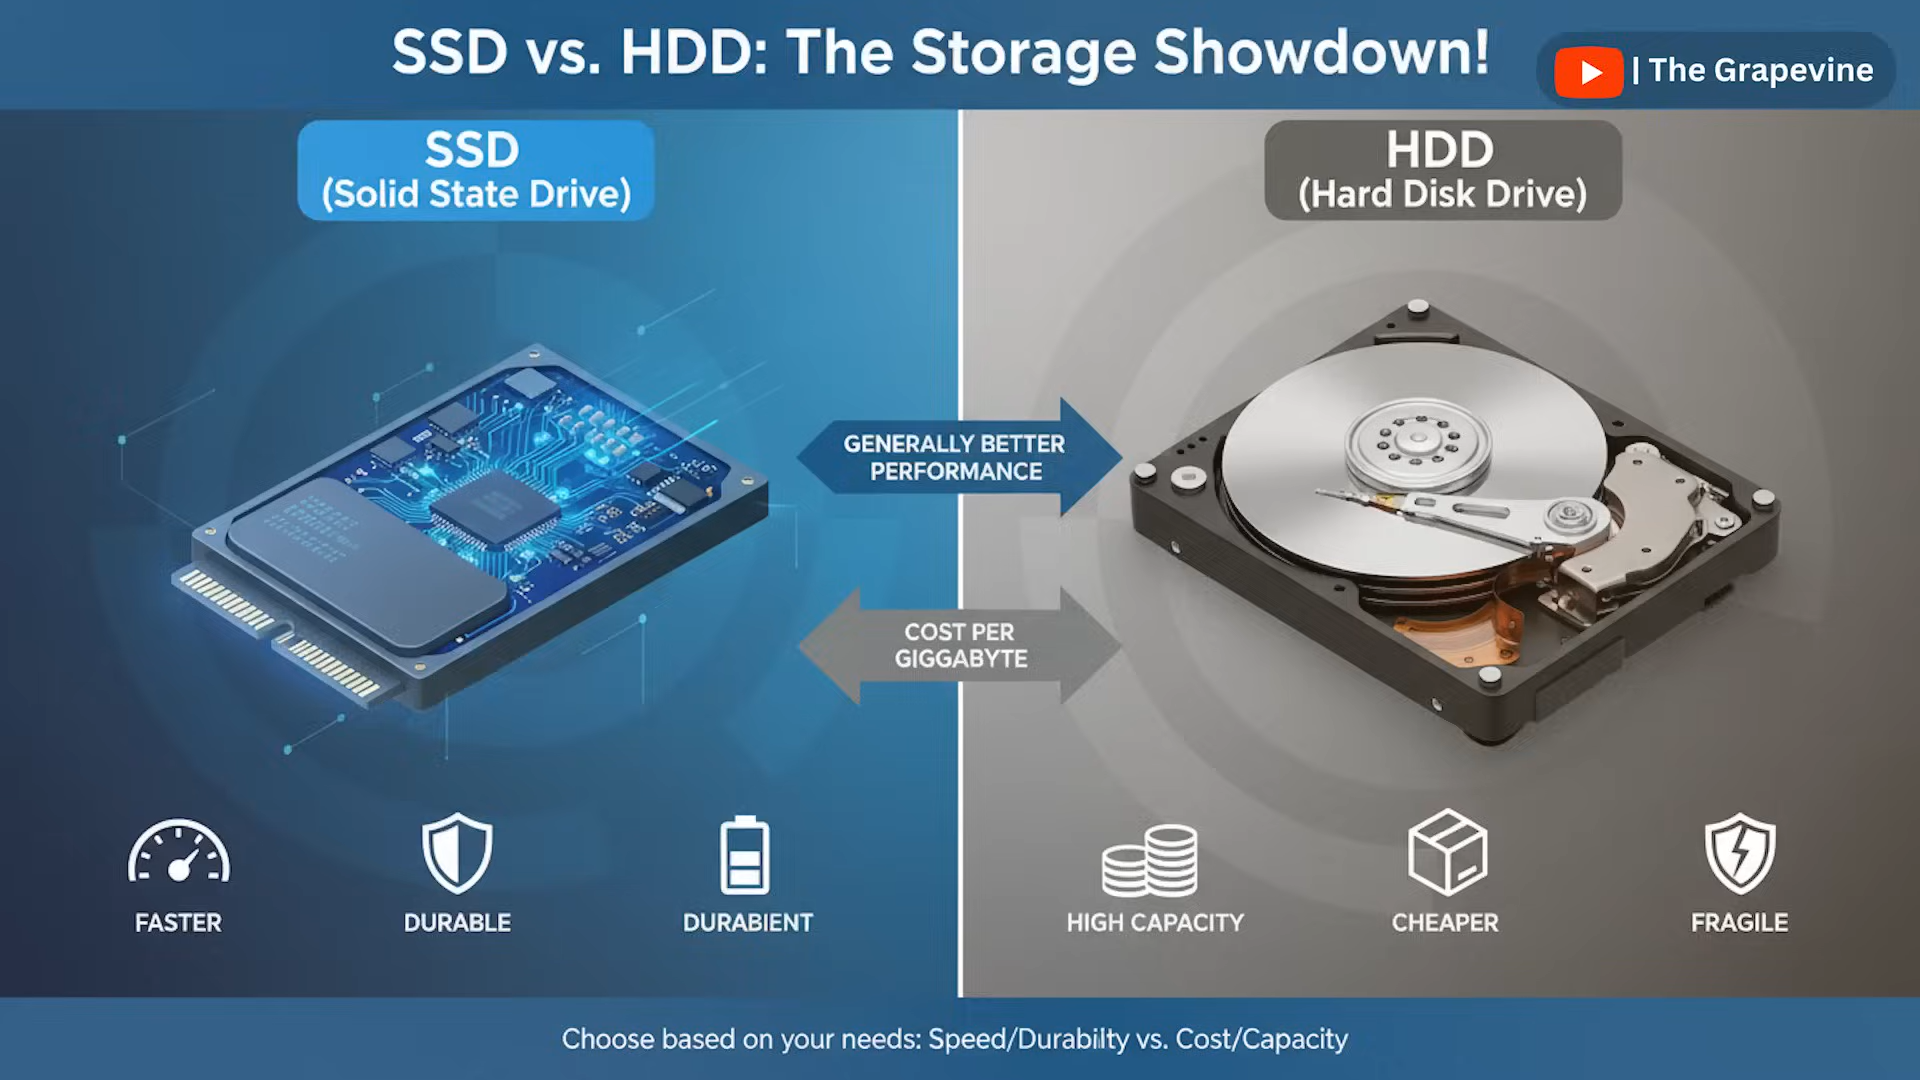 SSD vs. HDD: The Storage Showdown!
| The Grapevine
SSD
(Solid State Drive)
HDD
(Hard Disk Drive)
GENERALLY BETTER
PERFORMANCE
COST PER
GIGGABYTE
FASTER
DURABLE
DURABIENT
HIGH CAPACITY
CHEAPER
FRAGILE
Choose based on your needs: Speed/Durabilty vs. Cost/Capacity